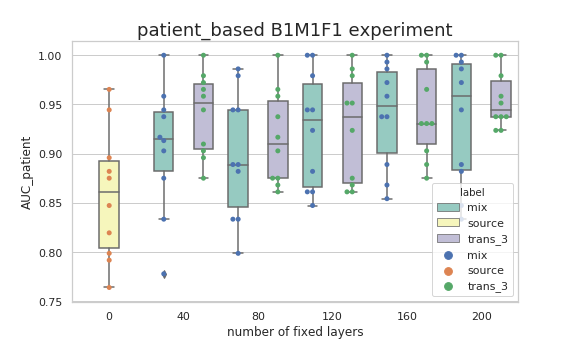 patient_based B1M1F1 experiment
1.00
0.95
0.90
0.85
0.80
0.75
AUC_patient
0 40 80 120 160 200
number of fixed layers
label
mix
source
trans_3
mix
source
trans_3